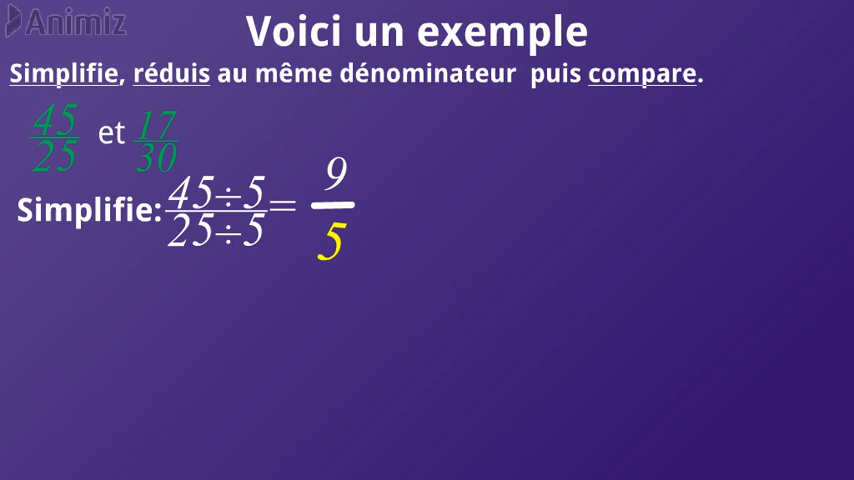 Animiz
Voici un exemple
Simplifie, réduis au même dénominateur puis compare.
45/25 et 17/30
Simplifie: 45÷5/25÷5 = 9/5